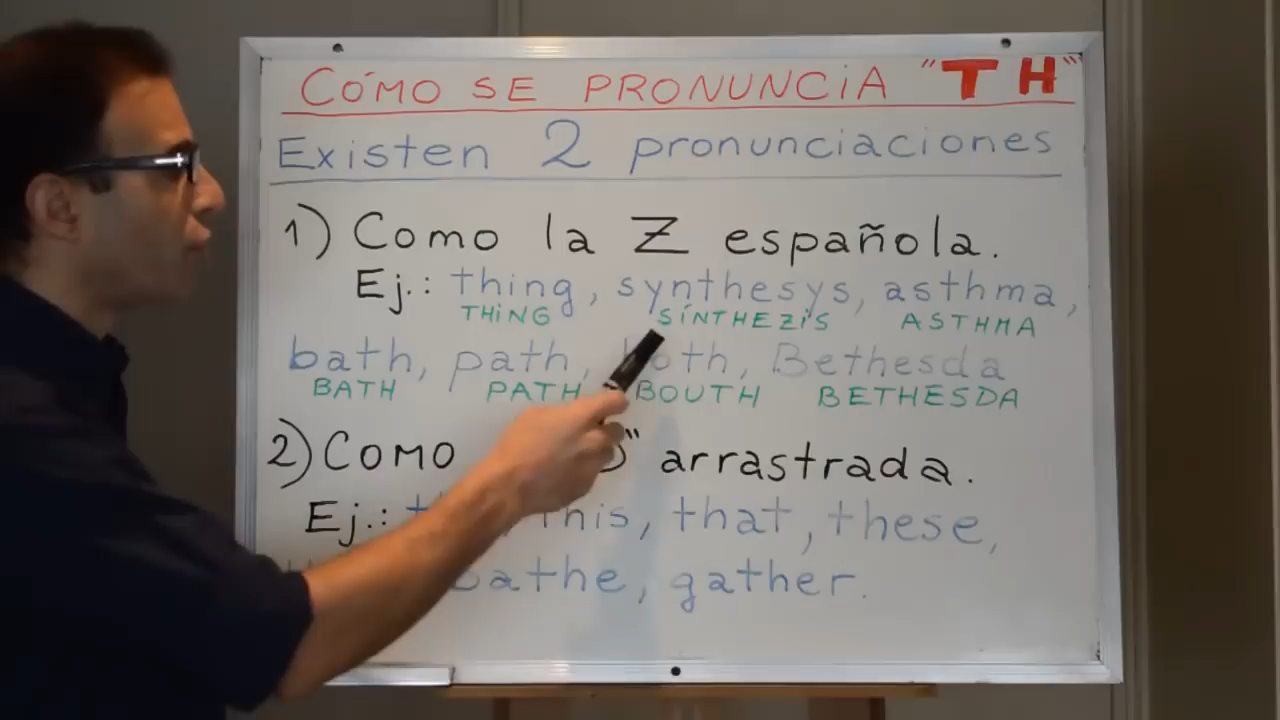 CÓMO SE PRONUNCIA "TH"
Existen 2 pronunciaciones
1) Como la Z española.
Ej.: thing, synthesys, asthma,
THING SÍNTHEZIS ASTHMA
bath, path, Bethesda
BATH PATH BOUTH BETHESDA
2) Como arrastrada.
Ej.: this, that, these,
gather.